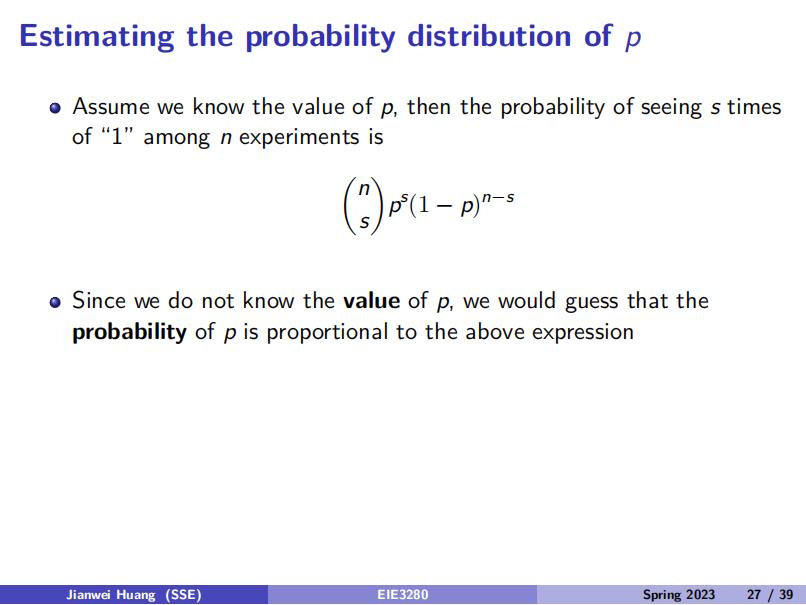 Estimating the probability distribution of p
Assume we know the value of p, then the probability of seeing s times
of “1” among n experiments is
(n s) p^s(1 − p)^{n−s}
Since we do not know the value of p, we would guess that the
probability of p is proportional to the above expression
Jianwei Huang (SSE) EIE3280 Spring 2023 27 / 39